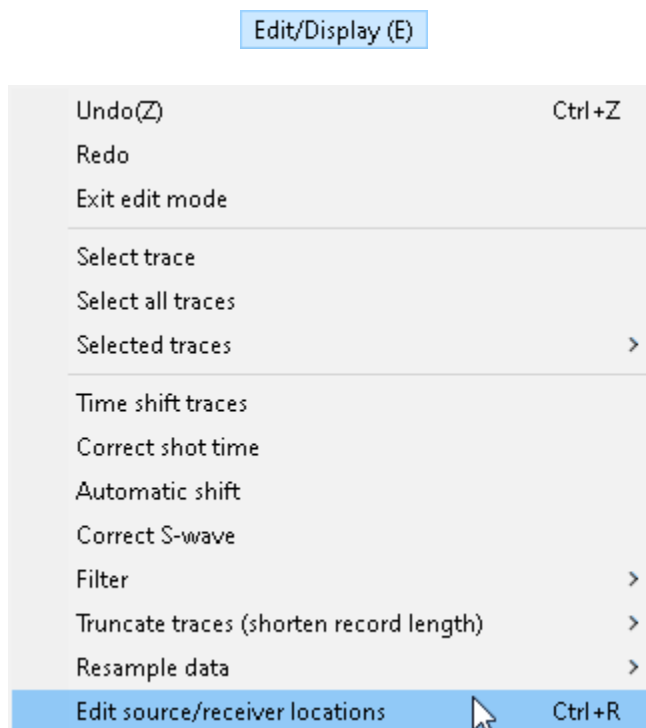 Edit/Display (E)
Undo(Z) Ctrl+Z
Redo
Exit edit mode
Select trace
Select all traces
Selected traces
Time shift traces
Correct shot time
Automatic shift
Correct S-wave
Filter
Truncate traces (shorten record length)
Resample data
Edit source/receiver locations Ctrl+R